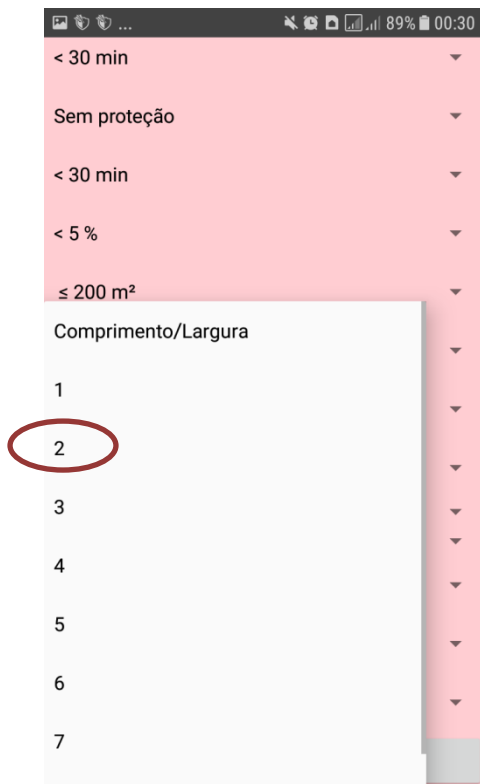 ... 89% 00:30
< 30 min
Sem proteção
< 30 min
< 5 %
≤ 200 m²
Comprimento/Largura
1
2
3
4
5
6
7